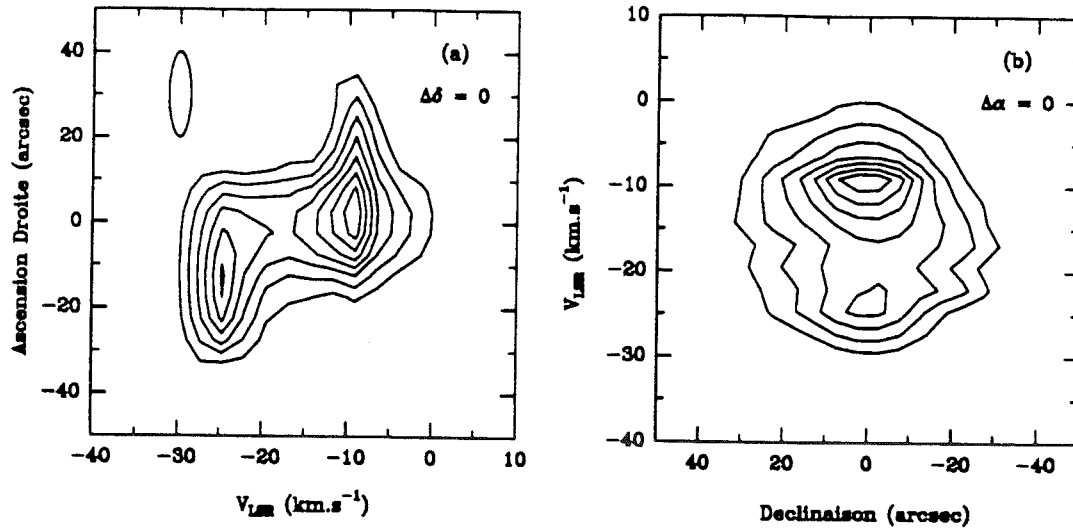 (a)
Δδ = 0
40
20
0
-20
-40
Ascension Droite (arcsec)
-40
-30
-20
-10
0
10
V_LSR (km.s⁻¹)
(b)
Δα = 0
10
0
-10
-20
-30
-40
V_LSR (km.s⁻¹)
40
20
0
-20
-40
Declinaison (arcsec)